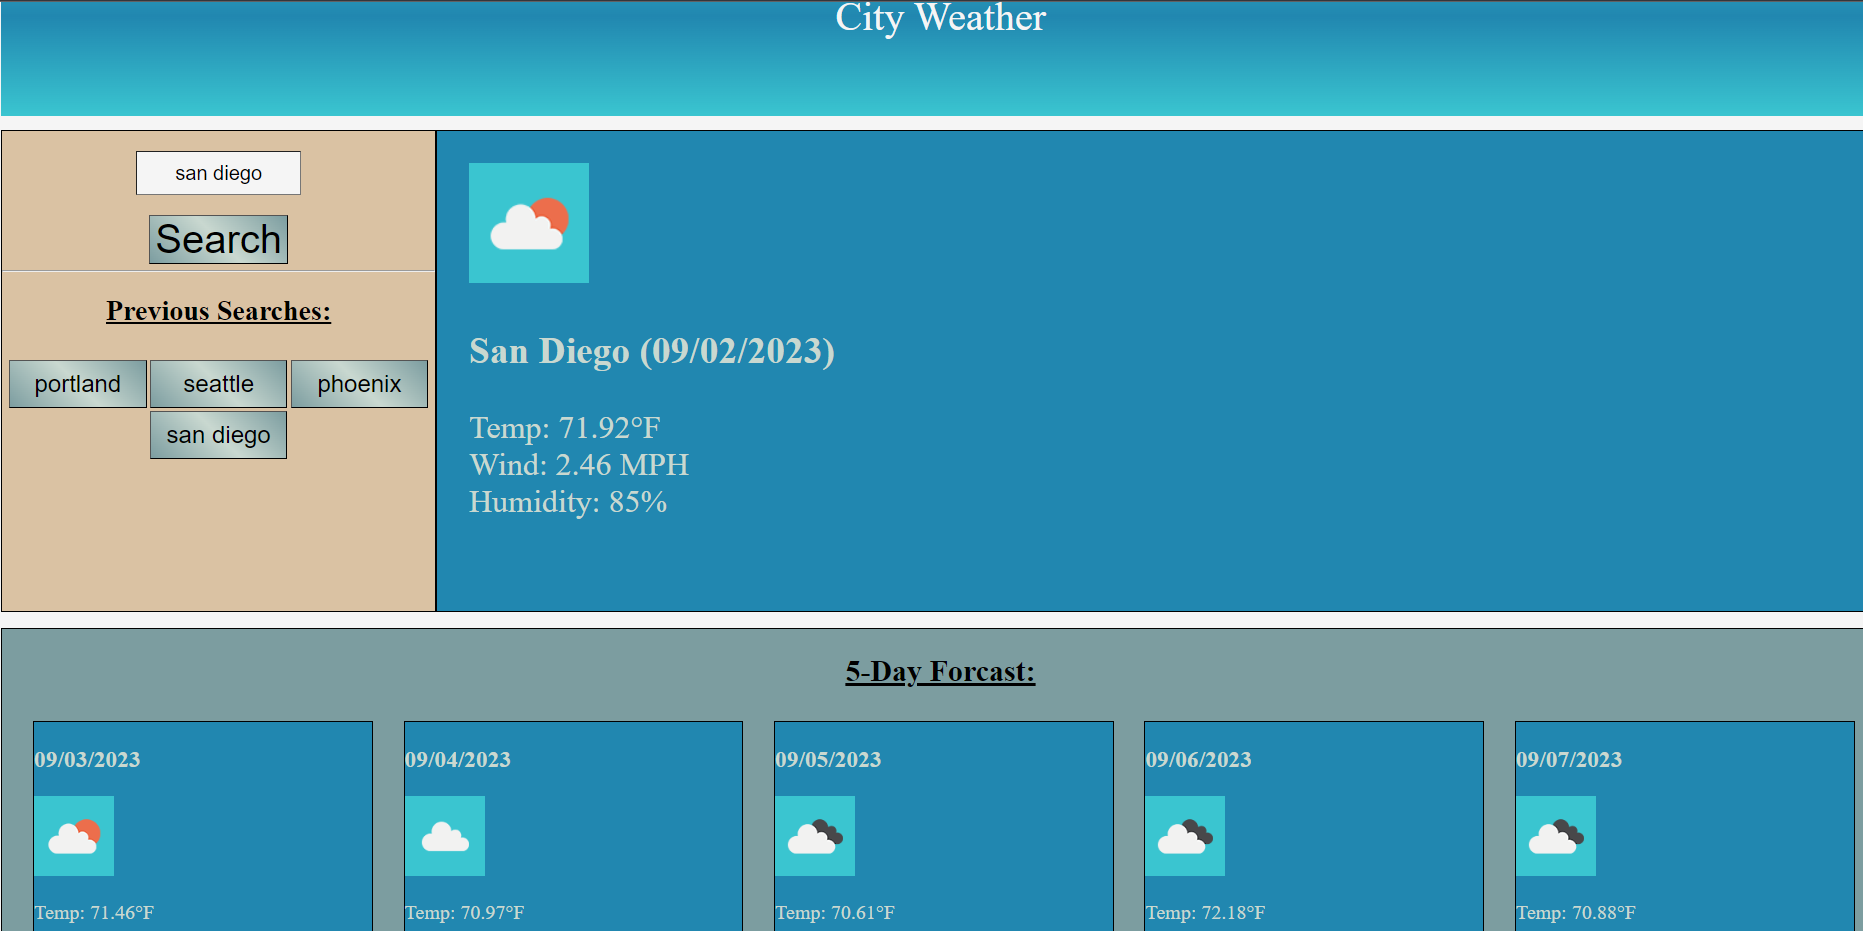 City Weather
san diego
Search
Previous Searches:
portland seattle phoenix
san diego
San Diego (09/02/2023)
Temp: 71.92°F
Wind: 2.46 MPH
Humidity: 85%
5-Day Forcast:
09/03/2023 09/04/2023 09/05/2023 09/06/2023 09/07/2023
Temp: 71.46°F Temp: 70.97°F Temp: 70.61°F Temp: 72.18°F Temp: 70.88°F